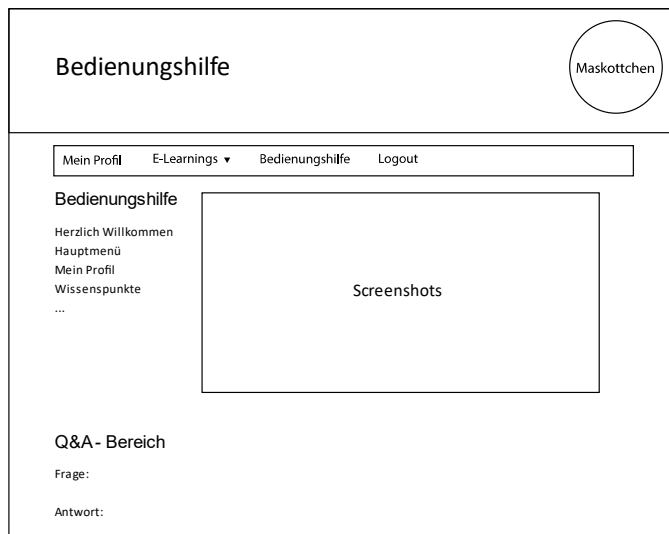 Bedienungshilfe
Maskottchen
Mein Profil E-Learnings ▼ Bedienungshilfe Logout
Bedienungshilfe
Herzlich Willkommen
Hauptmenü
Mein Profil
Wissenspunkte
...
Screenshots
Q&A - Bereich
Frage:
Antwort: